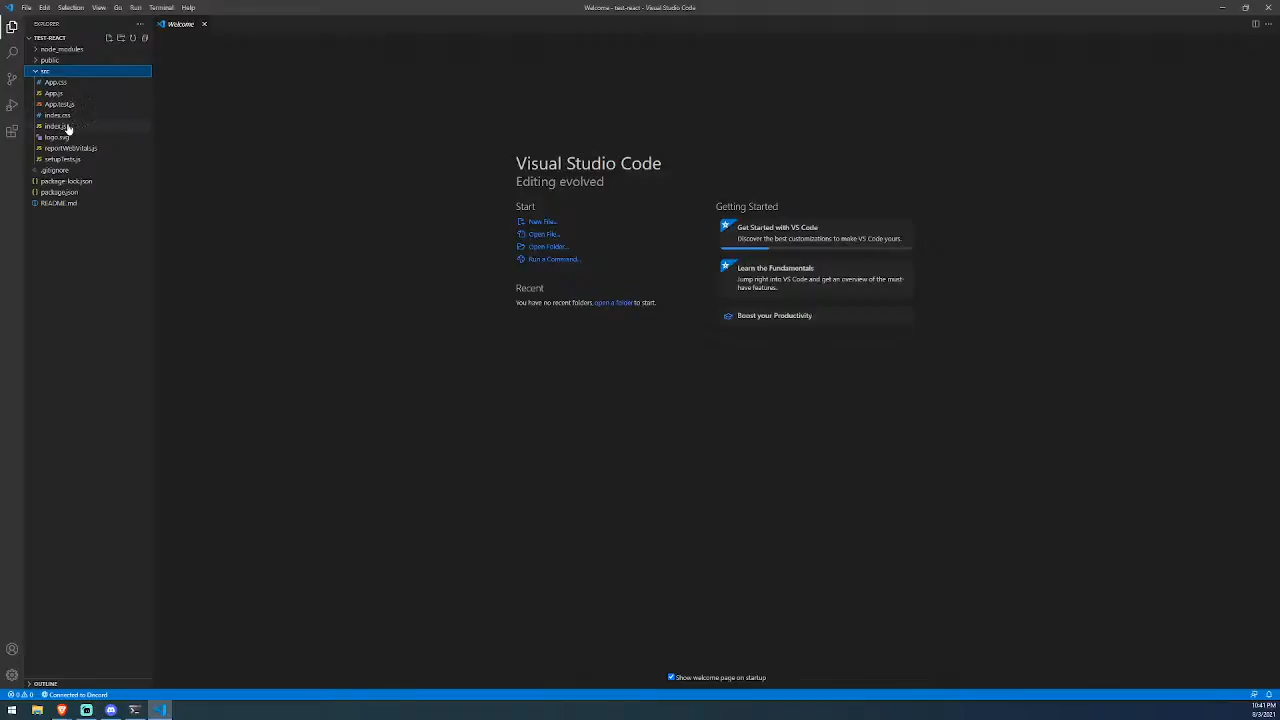 File Edit Selection View Go Run Terminal Help
Welcome - test-react - Visual Studio Code
EXPLORER
Welcome
TEST-REACT
node_modules
public
src
App.css
App.js
App.test.js
index.css
index.js
logo.svg
reportWebVitals.js
setupTests.js
.gitignore
package-lock.json
package.json
README.md
Visual Studio Code
Editing evolved
Start
New File...
Open File...
Open Folder...
Run a Command...
Recent
You have no recent folders, open a folder to start.
Getting Started
Get Started with VS Code
Discover the best customizations to make VS Code yours.
Learn the Fundamentals
Jump right into VS Code and get an overview of the must-
have features.
Boost your Productivity
Show welcome page on startup
OUTLINE
0 0 Connected to Discord
10:41 PM
8/3/2021